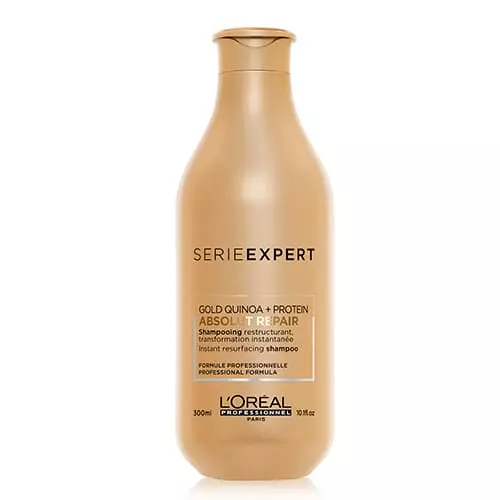 SERIEEXPERT
GOLD QUINOA + PROTEIN
ABSOLUT REPAIR
Shampooing restructurant,
transformation instantanée
Instant resurfacing shampoo
FORMULE PROFESSIONNELLE
PROFESSIONAL FORMULA
300ml L'ORÉAL 10.1fl.oz
PROFESSIONNEL
PARIS